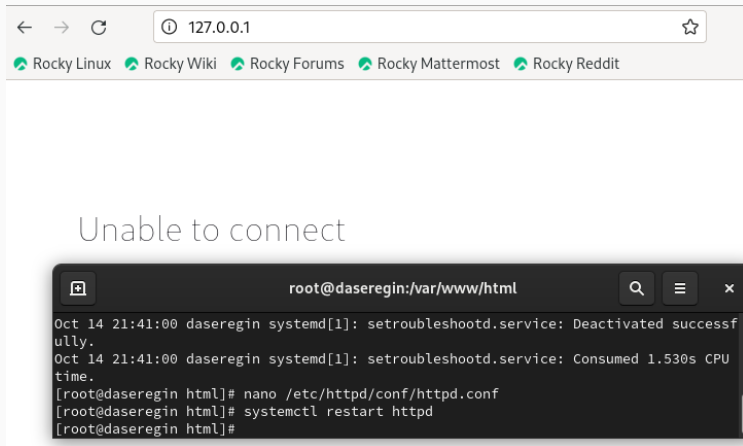 127.0.0.1
Rocky Linux Rocky Wiki Rocky Forums Rocky Mattermost Rocky Reddit
Unable to connect
root@daseregin:/var/www/html
Oct 14 21:41:00 daseregin systemd[1]: setroubleshootd.service: Deactivated successf
ully.
Oct 14 21:41:00 daseregin systemd[1]: setroubleshootd.service: Consumed 1.530s CPU
time.
[root@daseregin html]# nano /etc/httpd/conf/httpd.conf
[root@daseregin html]# systemctl restart httpd
[root@daseregin html]#